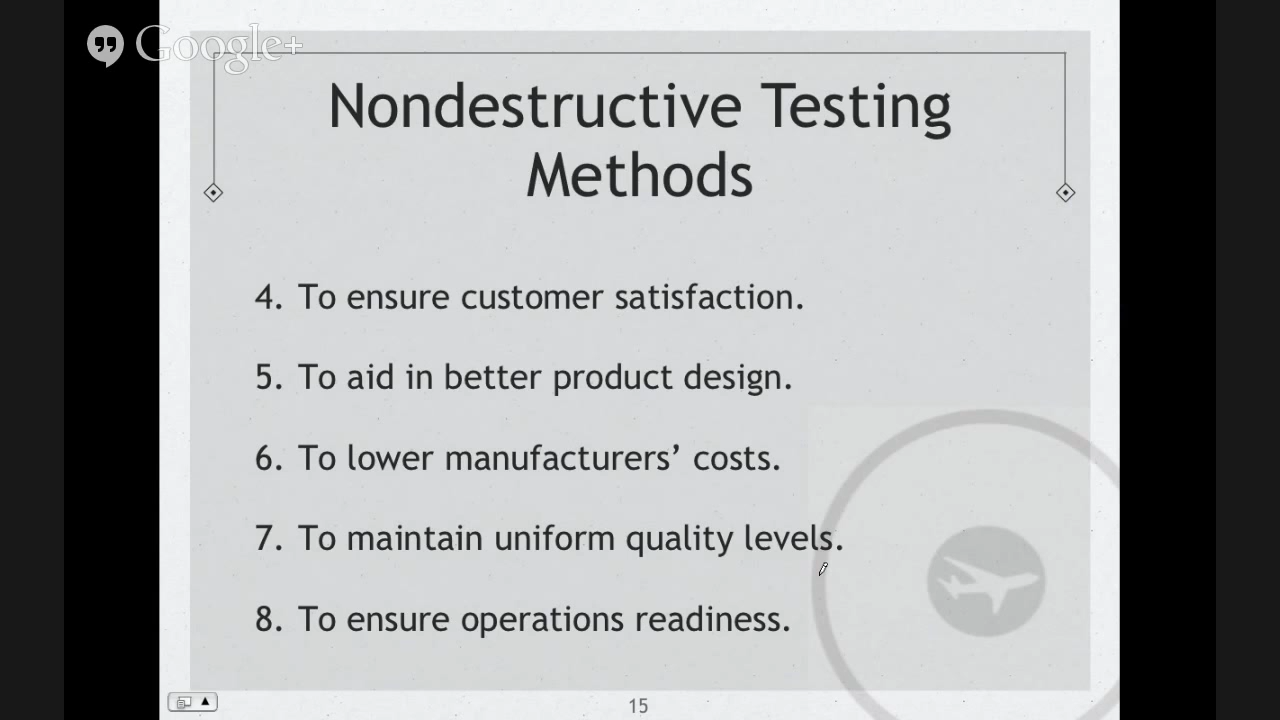 Google+
Nondestructive Testing
Methods
4. To ensure customer satisfaction.
5. To aid in better product design.
6. To lower manufacturers’ costs.
7. To maintain uniform quality levels.
8. To ensure operations readiness.
15